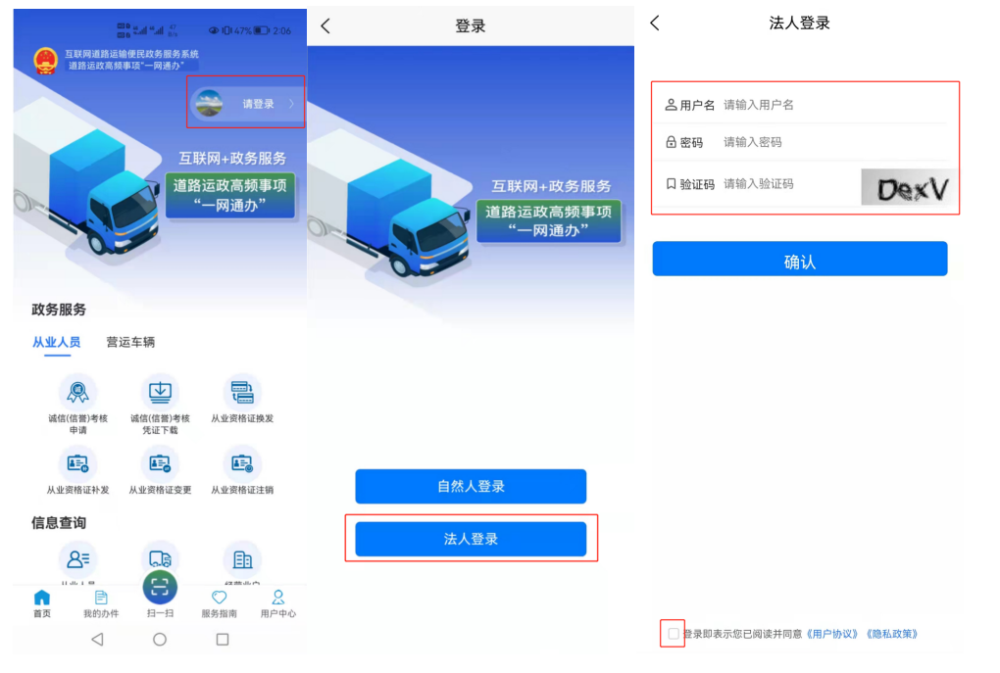 47% 2:06
互联网道路运输便民政务服务系统
道路运政高频事项“一网通办”
请登录
互联网+政务服务
道路运政高频事项
“一网通办”
政务服务
从业人员 营运车辆
诚信(信誉)考核
申请
诚信(信誉)考核
凭证下载
从业资格证换发
从业资格证补发 从业资格证变更 从业资格证注销
信息查询
首页 我的办件 扫一扫 服务指南 用户中心
登录
互联网+政务服务
道路运政高频事项
“一网通办”
自然人登录
法人登录
法人登录
用户名 请输入用户名
密码 请输入密码
验证码 请输入验证码 DexV
确认
登录即表示您已阅读并同意《用户协议》《隐私政策》